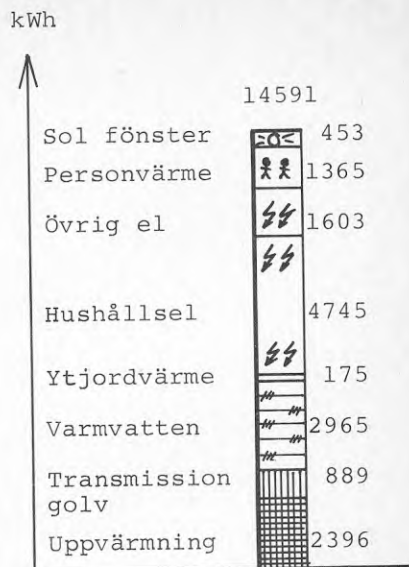 kWh
14591
Sol fönster 453
Personvärme 1365
Övrig el 1603
Hushållsel 4745
Ytjordvärme 175
Varmvatten 2965
Transmission 889
golv
Uppvärmning 2396